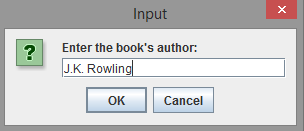 Input
Enter the book's author:
J.K. Rowling
OK Cancel